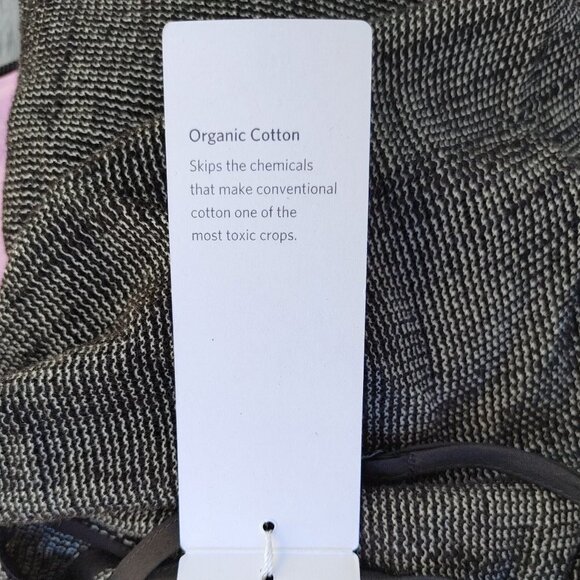 Organic Cotton
Skips the chemicals
that make conventional
cotton one of the
most toxic crops.